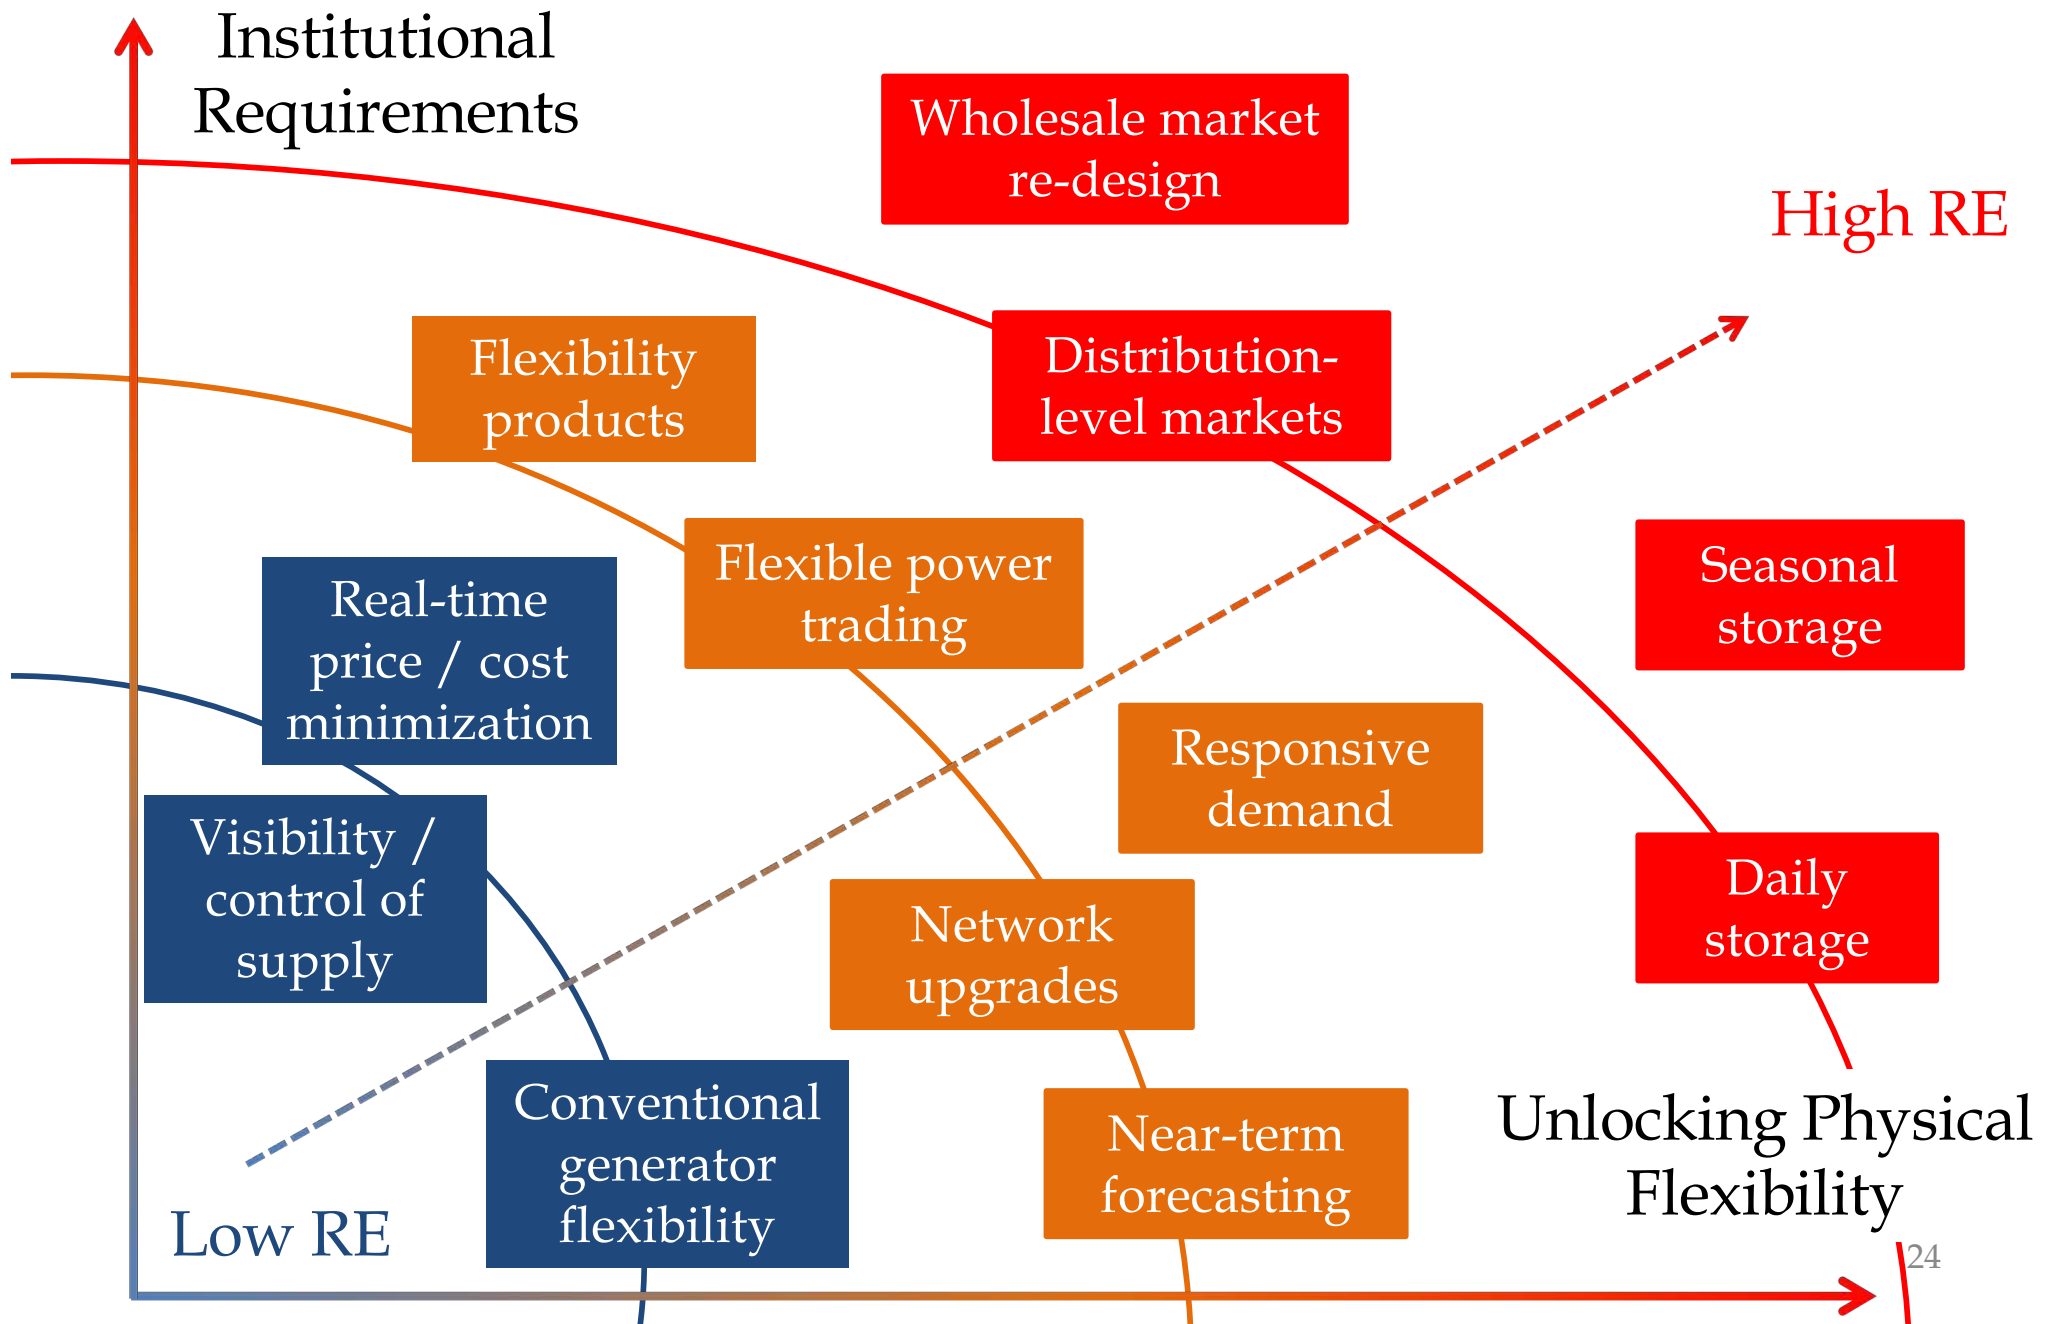 Institutional
Requirements
Wholesale market
re-design
High RE
Flexibility
products
Distribution-
level markets
Flexible power
trading
Seasonal
storage
Real-time
price / cost
minimization
Responsive
demand
Visibility /
control of
supply
Network
upgrades
Daily
storage
Conventional
generator
flexibility
Near-term
forecasting
Unlocking Physical
Flexibility
Low RE
24